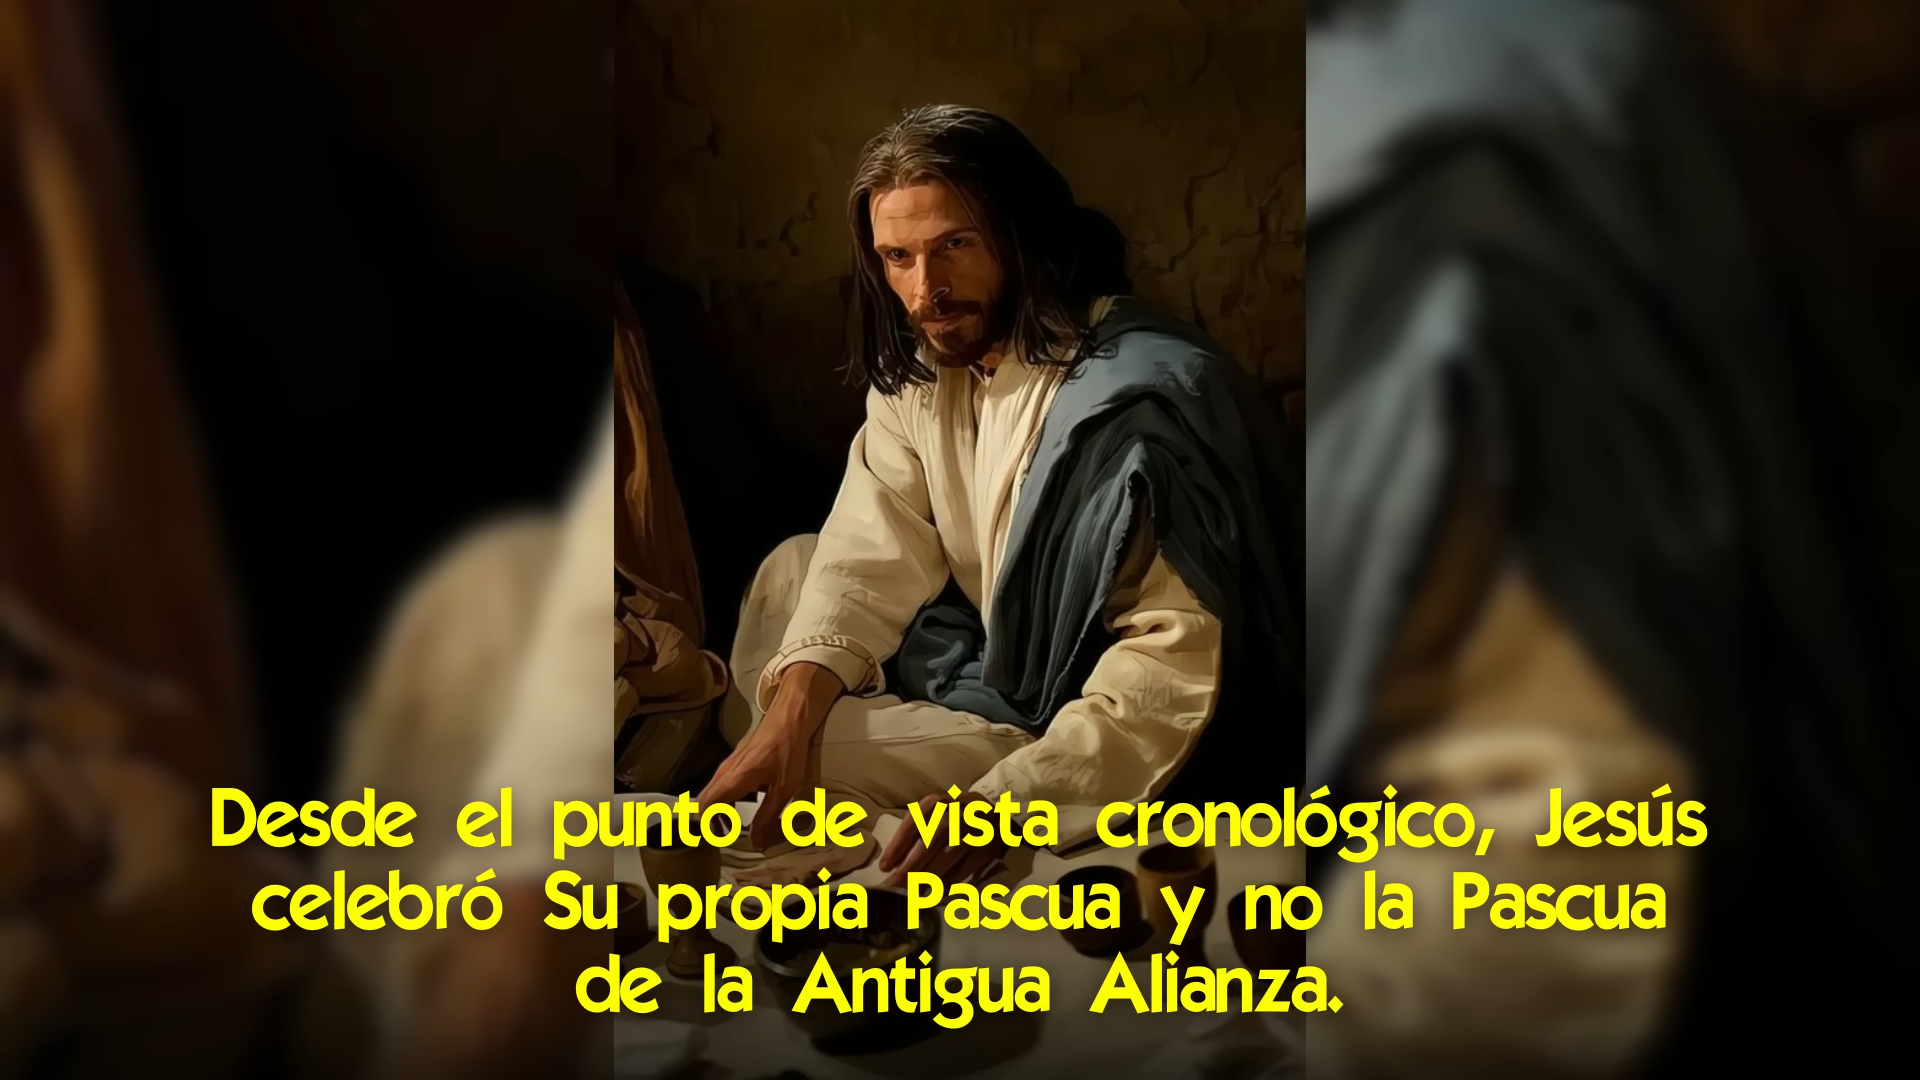 Desde el punto de vista cronológico, Jesús
celebró Su propia Pascua y no la Pascua
de la Antigua Alianza.